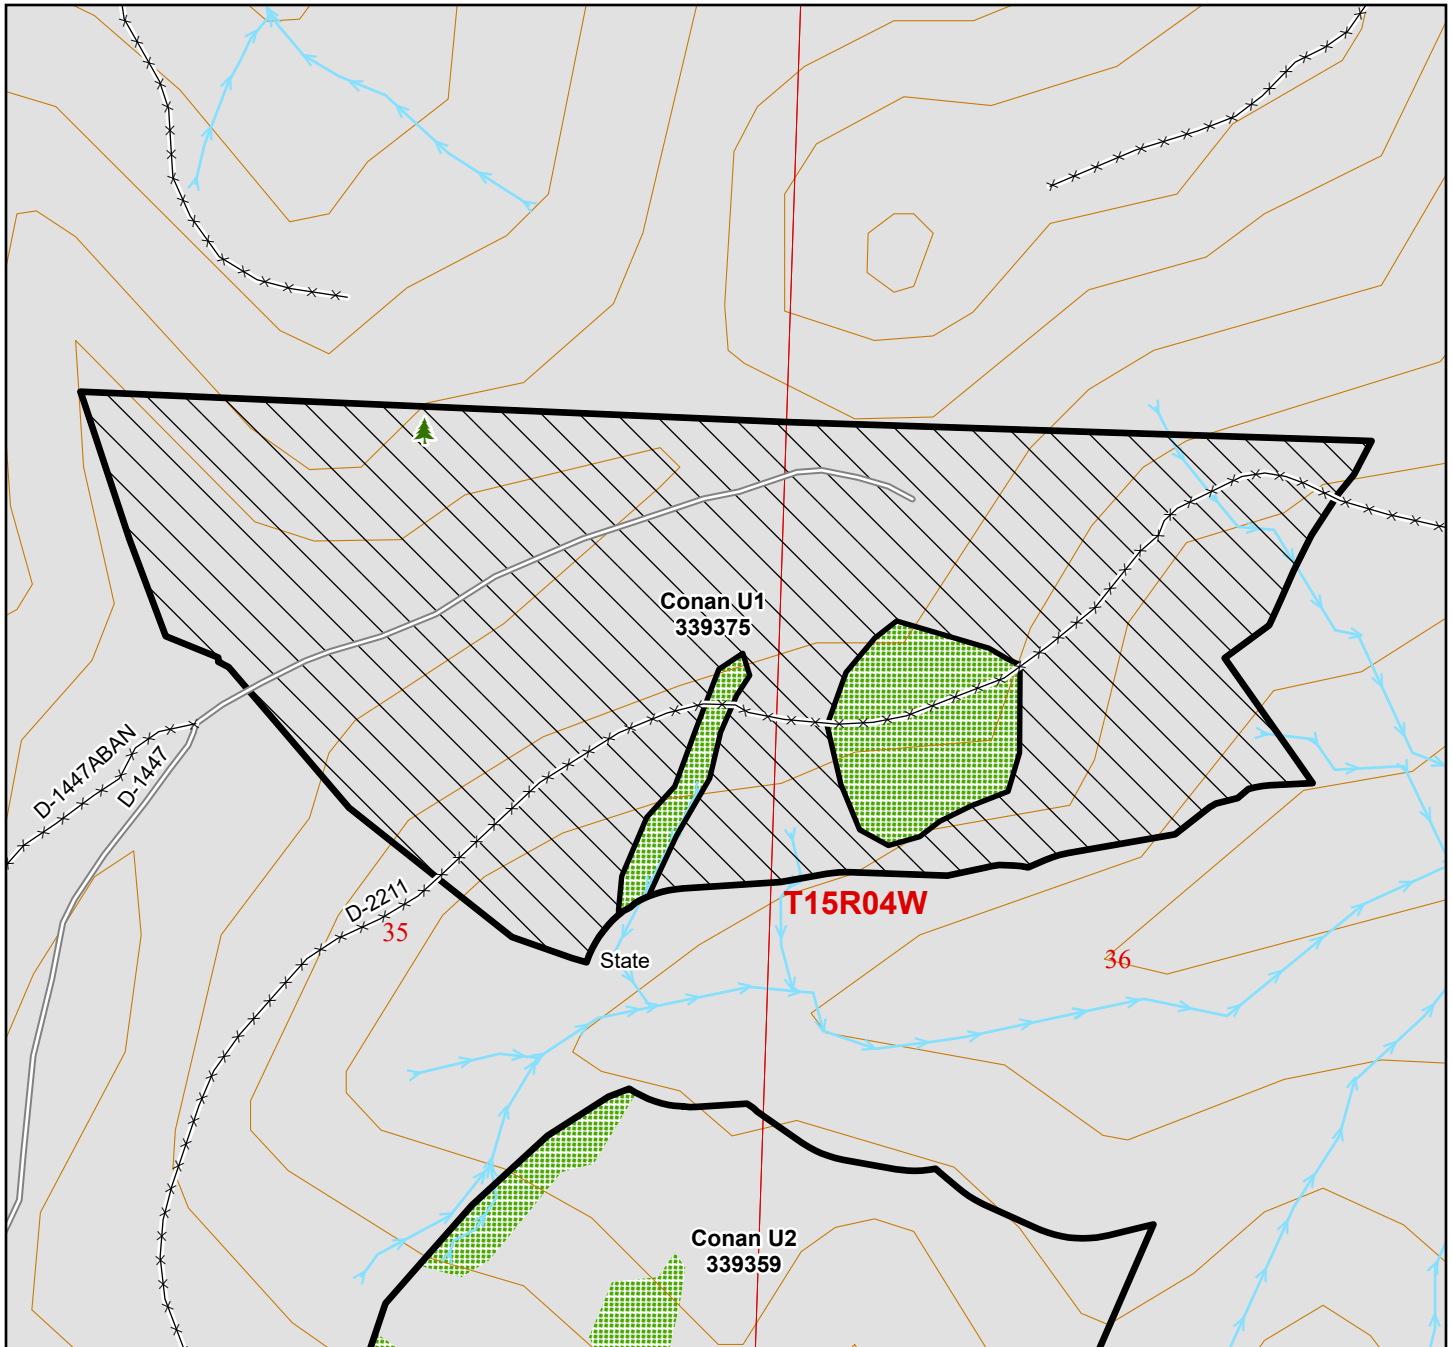 Conan U1
339375
D-1447ABAN
D-1447
D-2211
35
T15R04W
State
36
Conan U2
339359